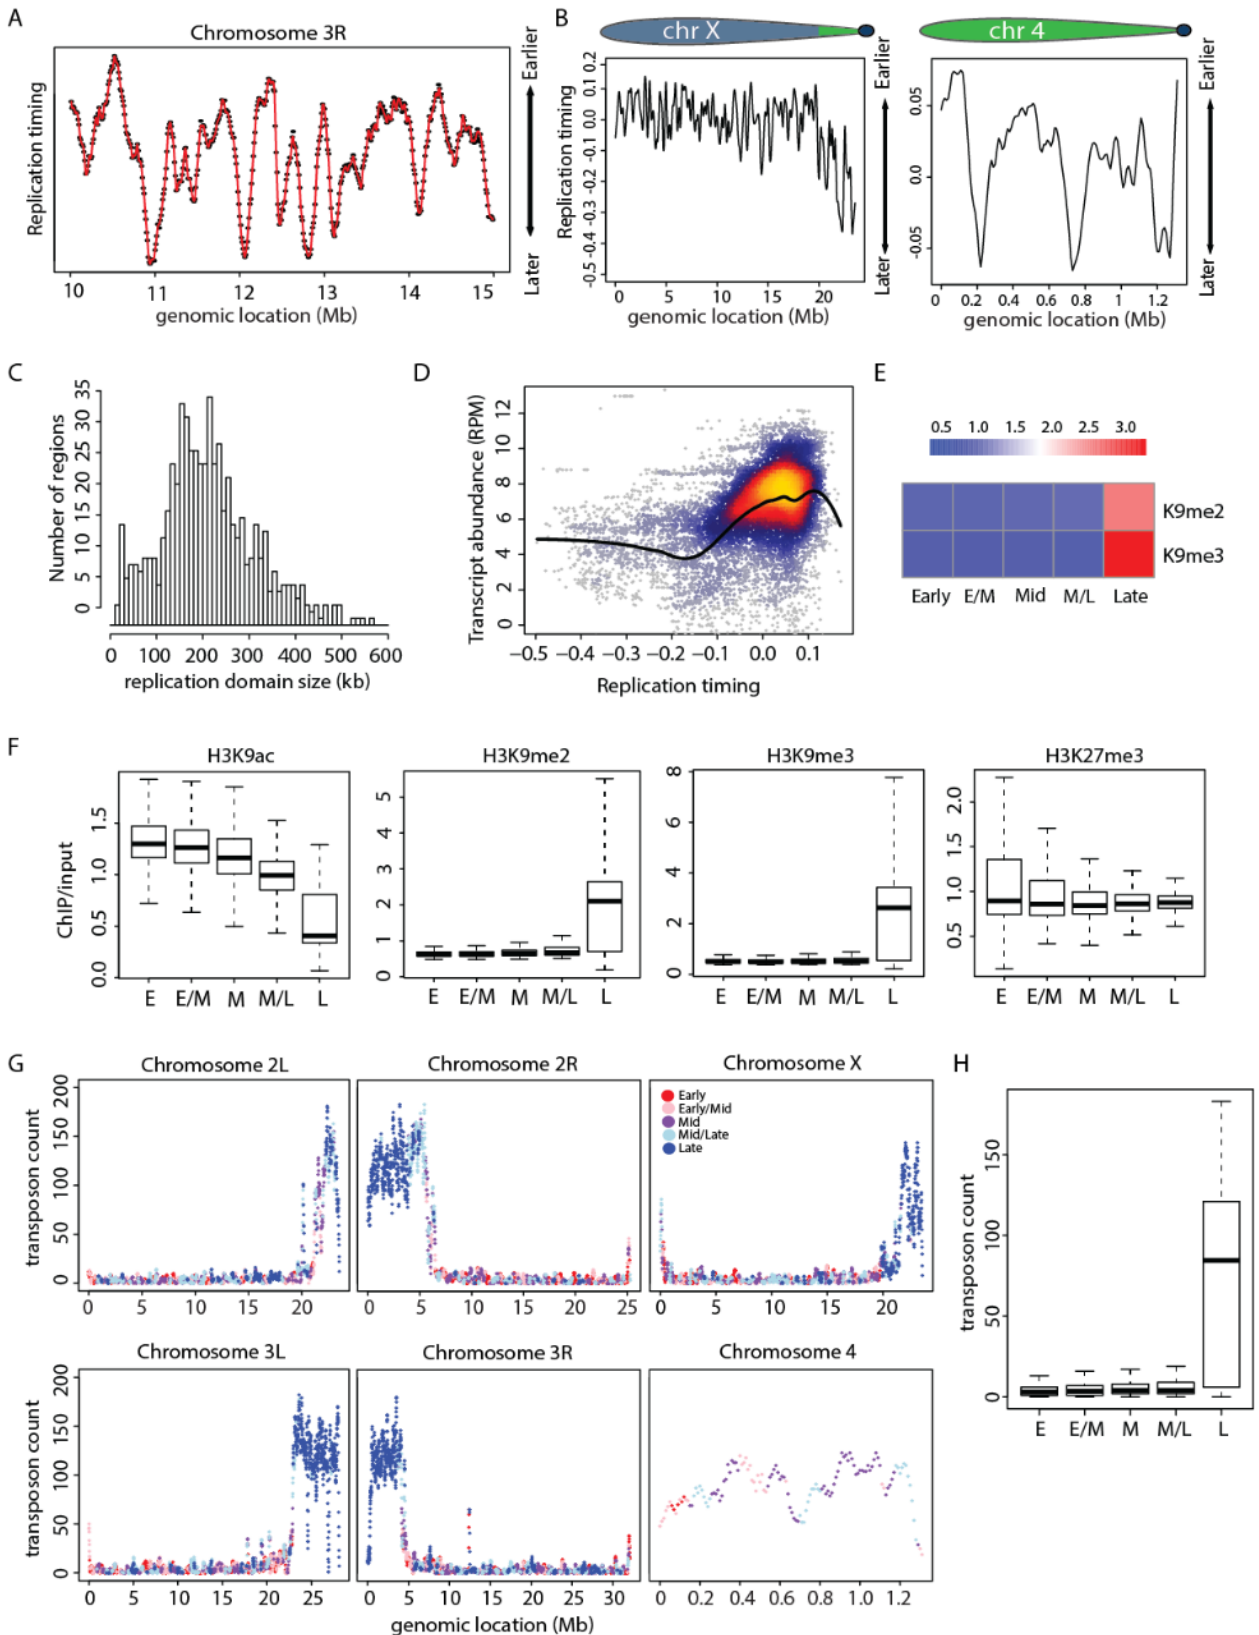 A
Chromosome 3R
Replication timing
Earlier
Later
10 11 12 13 14 15
genomic location (Mb)
B
chr X
Replication timing
0.2
0.1
0.0
-0.1
-0.2
-0.3
-0.4
-0.5
0 5 10 15 20
genomic location (Mb)
Earlier
Later
chr 4
0.05
0.0
-0.05
0 0.2 0.4 0.6 0.8 1 1.2
genomic location (Mb)
Earlier
Later
C
Number of regions
35
30
25
20
15
10
5
0
0 100 200 300 400 500 600
replication domain size (kb)
D
Transcript abundance (RPM)
12
10
8
6
4
2
0
−0.5 −0.4 −0.3 −0.2 −0.1 0.0 0.1
Replication timing
E
0.5 1.0 1.5 2.0 2.5 3.0
K9me2
K9me3
Early E/M Mid M/L Late
F
H3K9ac
ChIP/input
1.5
1.0
0.5
0.0
E E/M M M/L L
H3K9me2
5
4
3
2
1
0
E E/M M M/L L
H3K9me3
8
6
4
2
0
E E/M M M/L L
H3K27me3
2.0
1.5
1.0
0.5
E E/M M M/L L
G
Chromosome 2L
transposon count
200
150
100
50
0
0 5 10 15 20
Chromosome 2R
0 5 10 15 20 25
Chromosome X
Early
Early/Mid
Mid
Mid/Late
Late
0 5 10 15 20
Chromosome 3L
transposon count
200
150
100
50
0
0 5 10 15 20 25
Chromosome 3R
0 5 10 15 20 25 30
genomic location (Mb)
Chromosome 4
0 0.2 0.4 0.6 0.8 1.0 1.2
H
transposon count
150
100
50
0
E E/M M M/L L